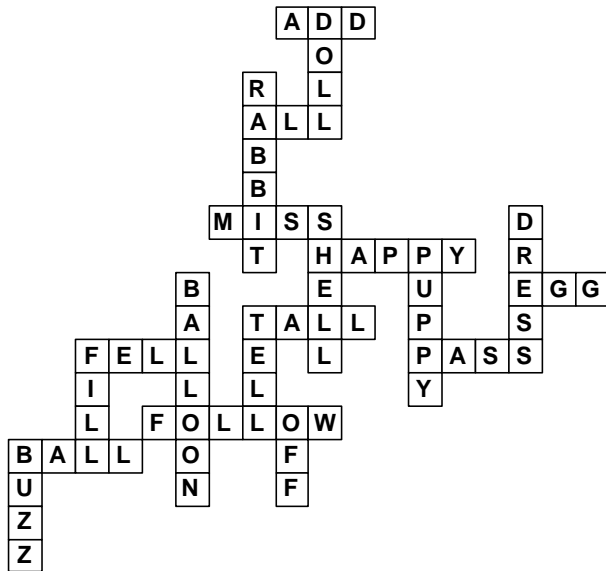 A D D
O
R L
A L L
B
B
M I S S D
T H A P P Y R
B E U E G G
A T A L L P S
F E L L E L P A S S
I L L Y
L F O L L O W
B A L L O F
U N F
Z
Z